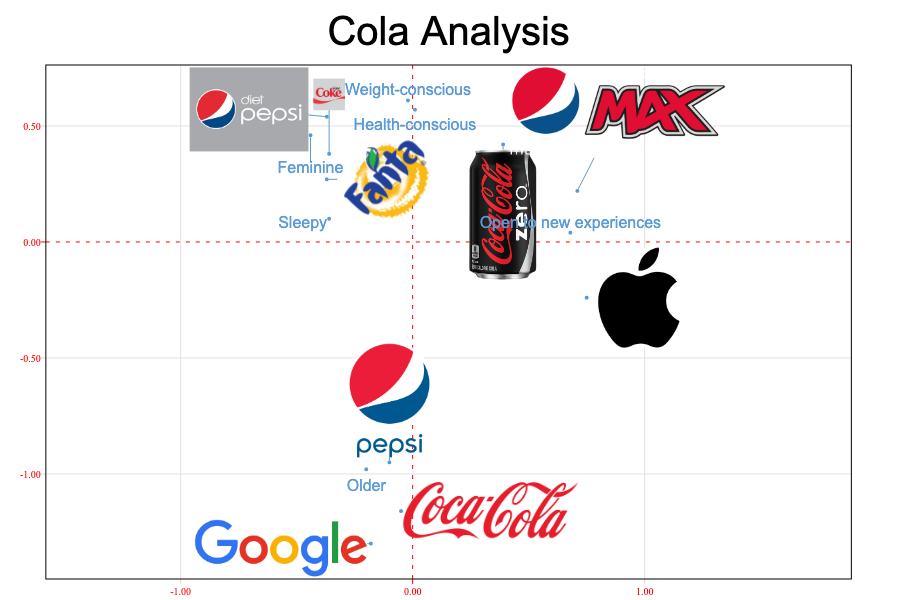 Cola Analysis
diet
pepsi
Coke
Weight-conscious
MAX
Health-conscious
0.50
Fanta
Feminine
Coca-Cola
zero
Sleepy
Open to new experiences
0.00
-0.50
pepsi
-1.00
Older
Coca-Cola
Google
-1.00
0.00
1.00